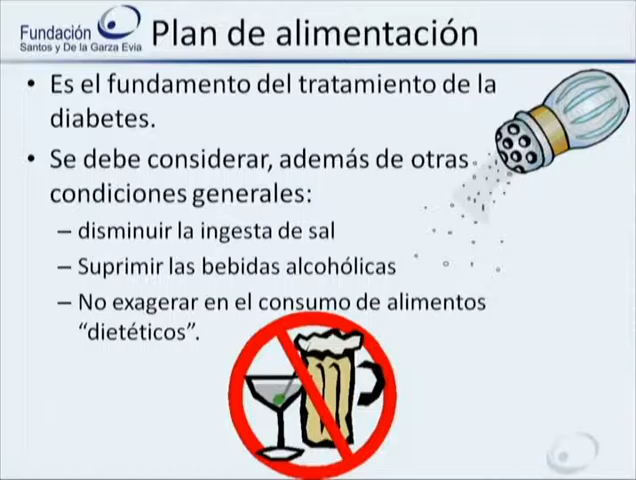 Fundación
Santos y De la Garza Evia
Plan de alimentación
• Es el fundamento del tratamiento de la
diabetes.
• Se debe considerar, además de otras
condiciones generales:
– disminuir la ingesta de sal
– Suprimir las bebidas alcohólicas
– No exagerar en el consumo de alimentos
“dietéticos”.